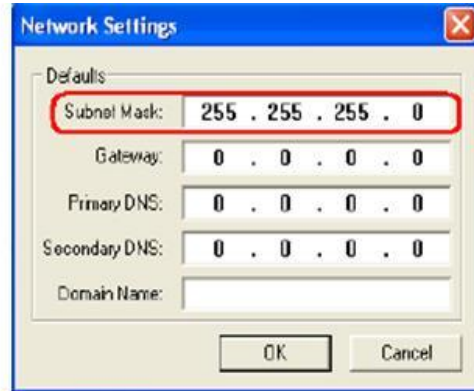 Network Settings
Defaults
Subnet Mask: 255 . 255 . 255 . 0
Gateway: 0 . 0 . 0 . 0
Primary DNS: 0 . 0 . 0 . 0
Secondary DNS: 0 . 0 . 0 . 0
Domain Name:
OK Cancel